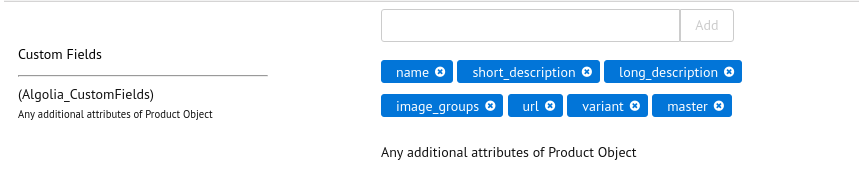 Add
Custom Fields
name short_description long_description
(Algolia_CustomFields)
image_groups url variant master
Any additional attributes of Product Object
Any additional attributes of Product Object